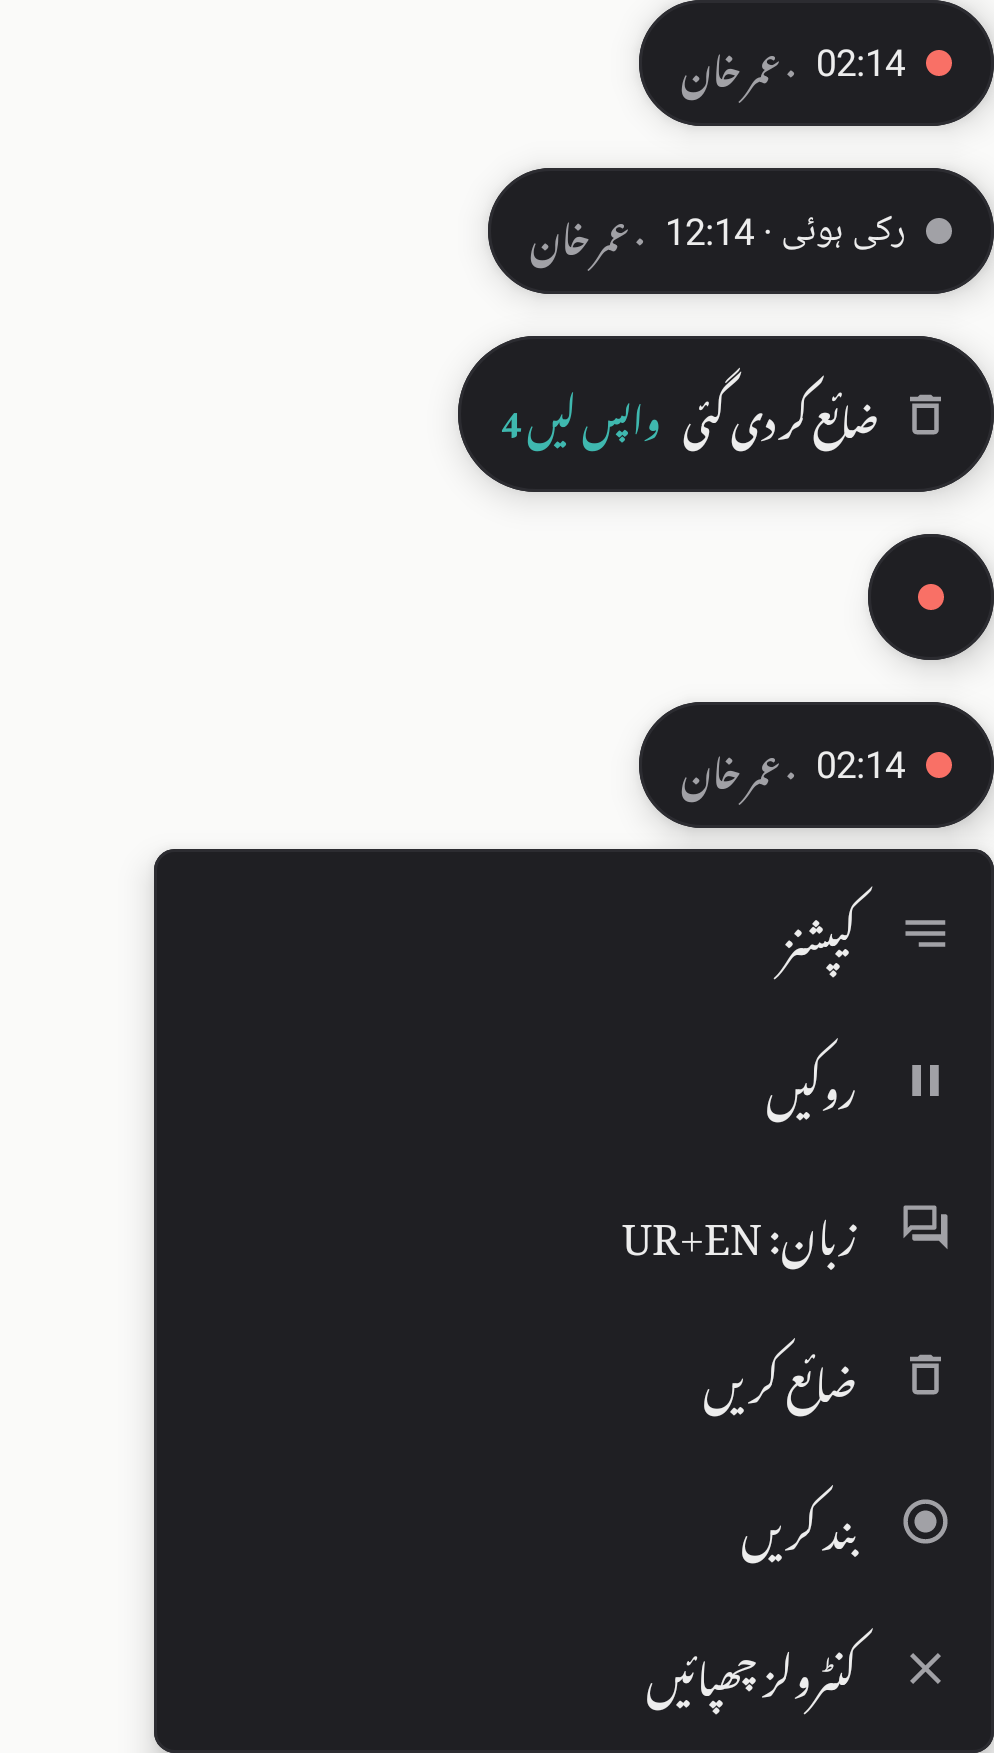 02:14 · عمر خان
رکی ہوئی · 12:14 · عمر خان
ضائع کر دی گئی واپس لیں 4
02:14 · عمر خان
کیپشنز
روکیں
زبان: UR+EN
ضائع کریں
بند کریں
کنٹرولز چھپائیں